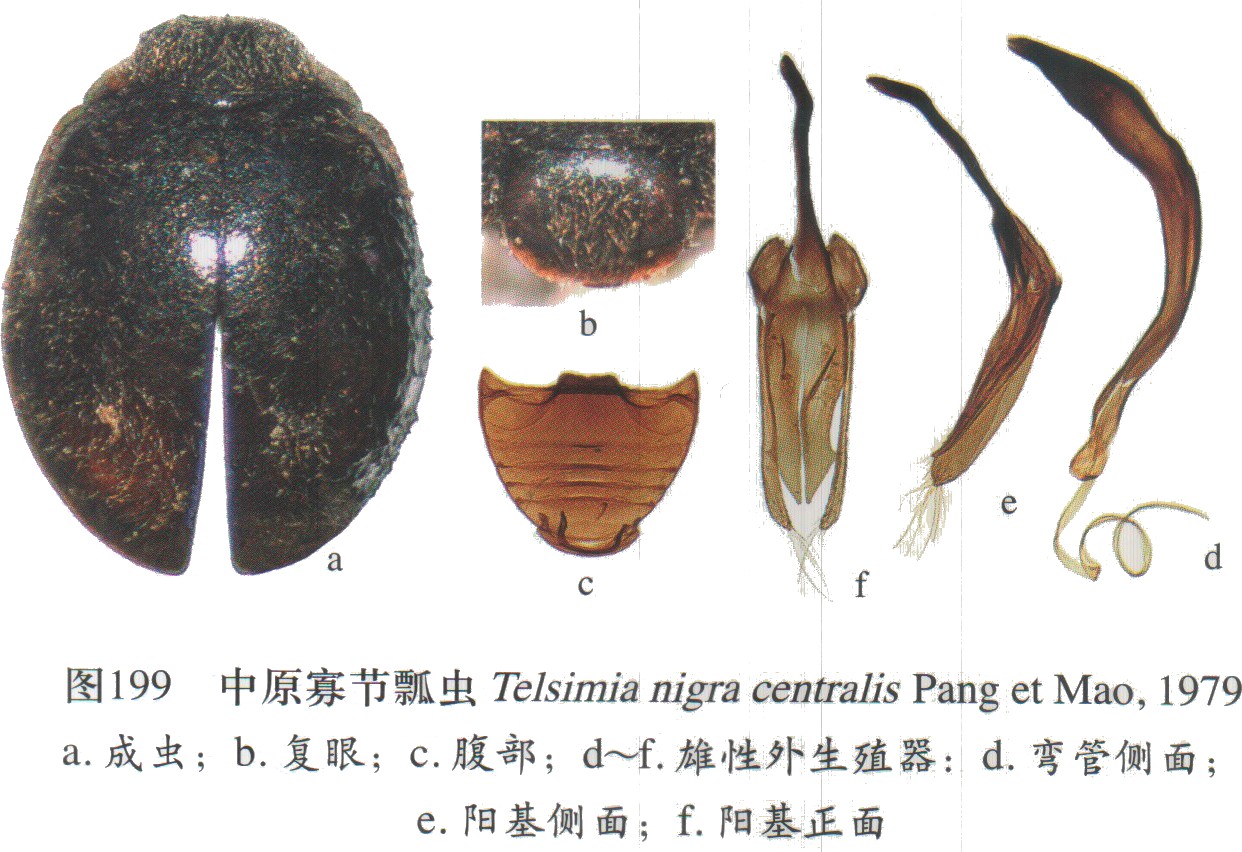 a
b
c
f
e
d
图199 中原寡节瓢虫 Telsimia nigra centralis Pang et Mao, 1979
a. 成虫；b. 复眼；c. 腹部；d～f. 雄性外生殖器：d. 弯管侧面；
e. 阳基侧面；f. 阳基正面